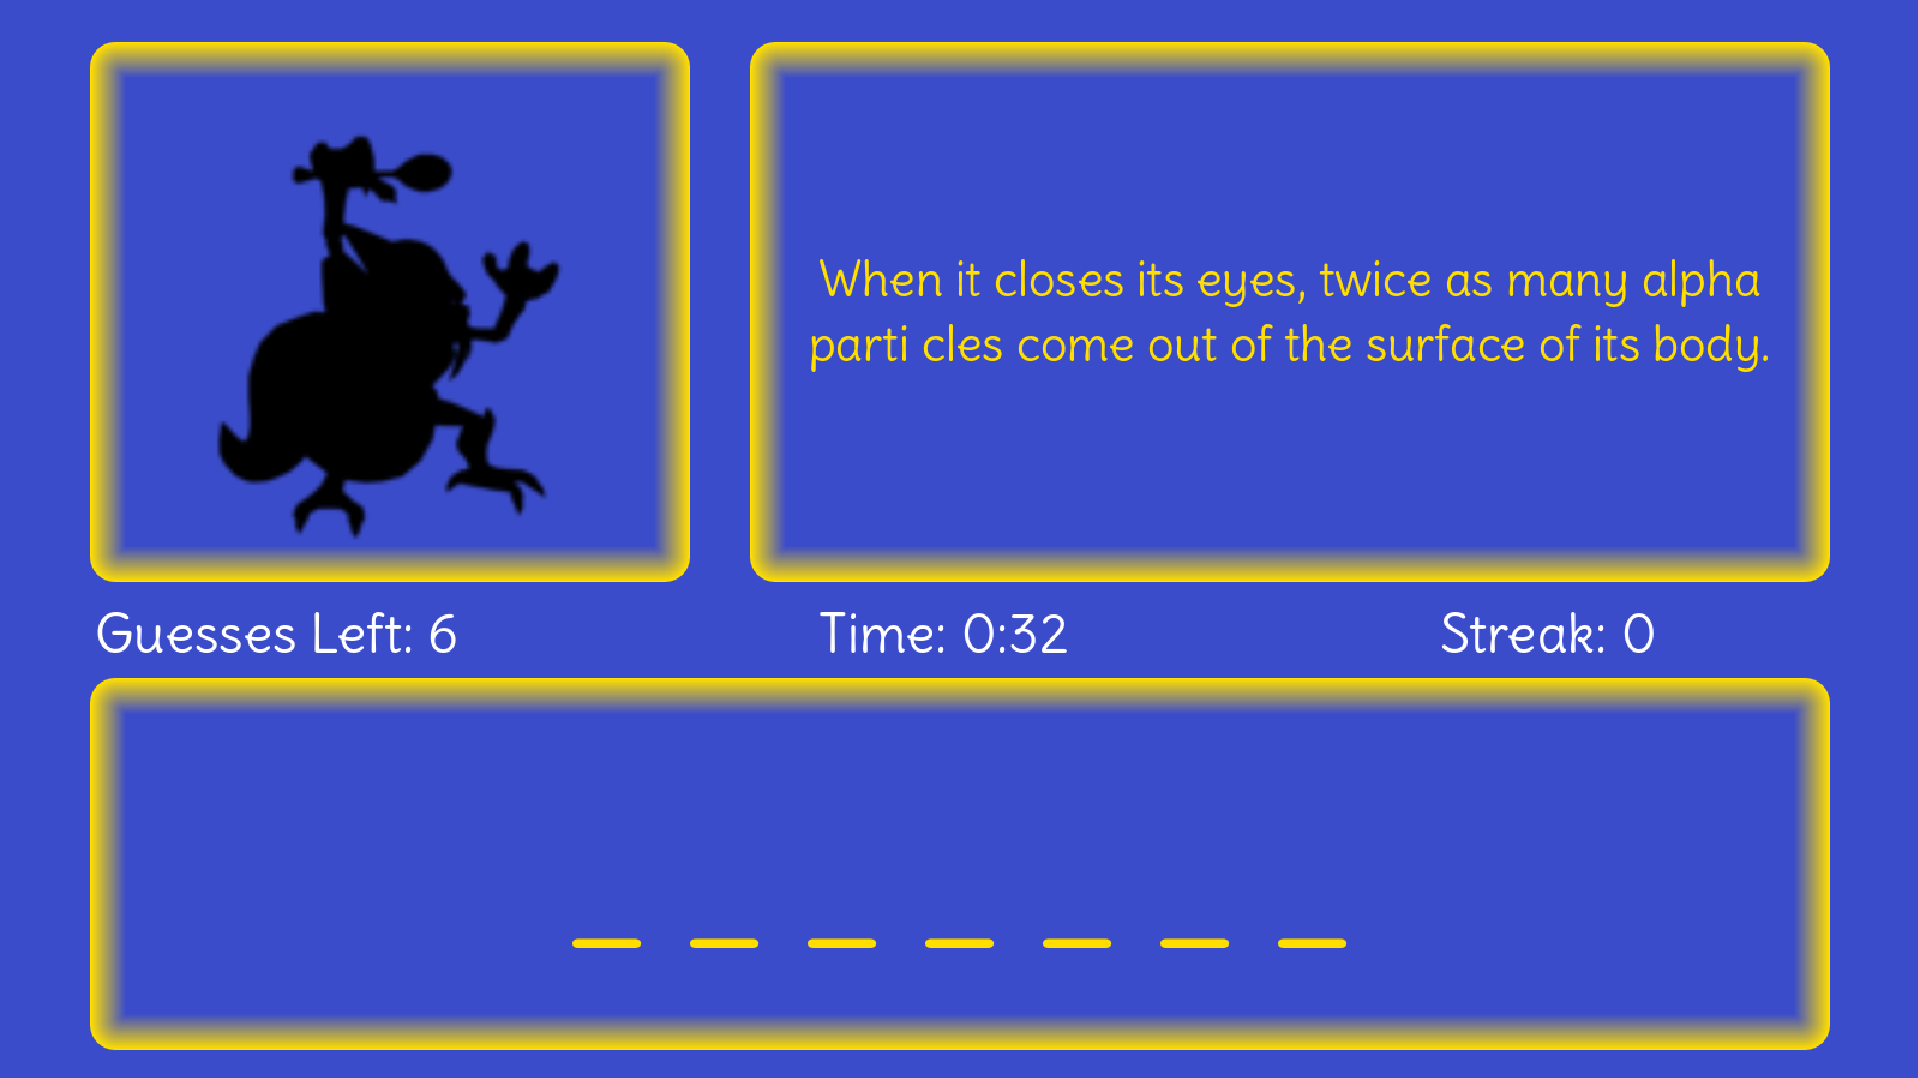 When it closes its eyes, twice as many alpha
parti cles come out of the surface of its body.
Guesses Left: 6
Time: 0:32
Streak: 0